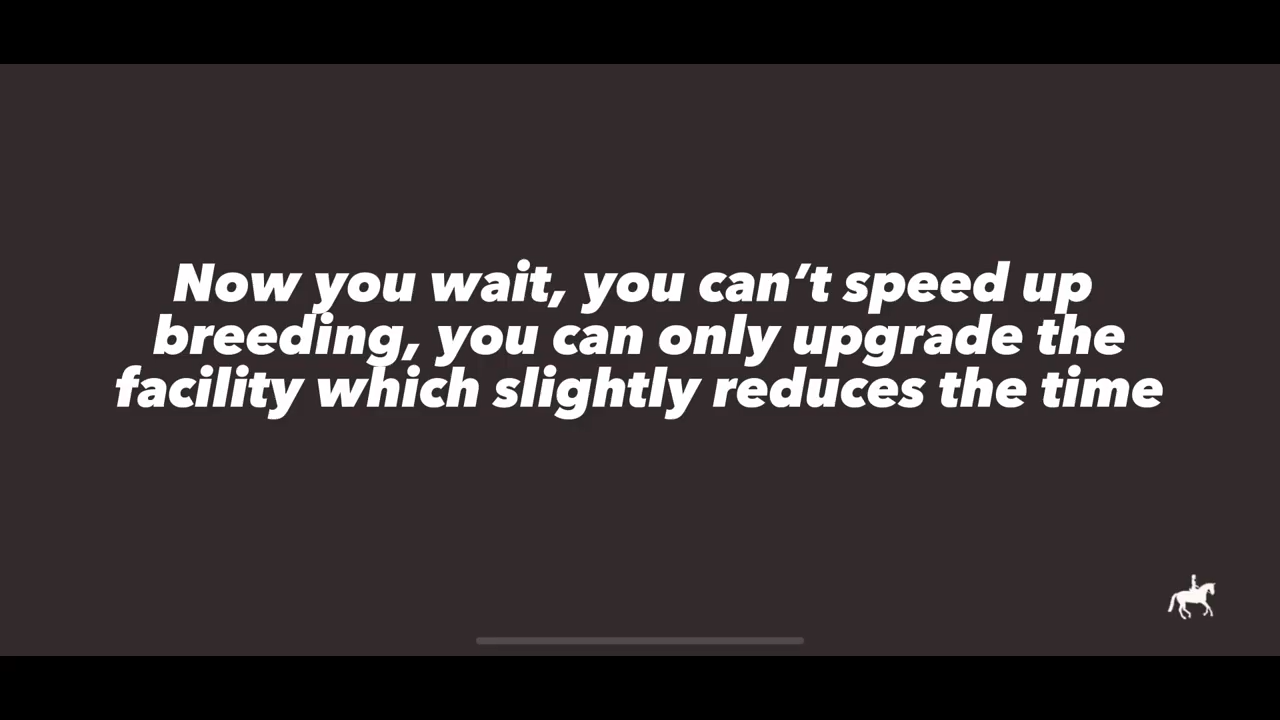 Now you wait, you can’t speed up
breeding, you can only upgrade the
facility which slightly reduces the time